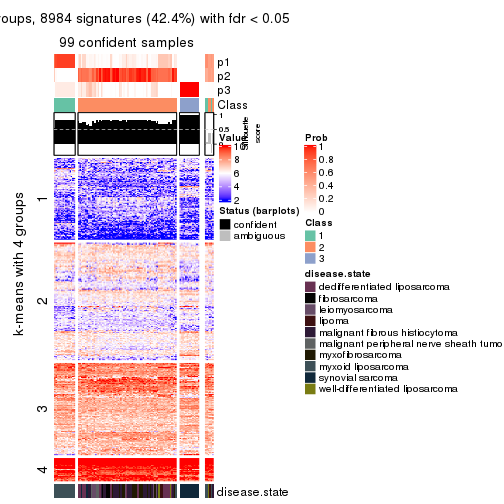 oups, 8984 signatures (42.4%) with fdr < 0.05
99 confident samples
p1
p2
p3
Class
1
0.5
0
Silhouette
score
k-means with 4 groups
1
2
3
4
disease.state
Value
10
8
6
4
2
Status (barplots)
confident
ambiguous
Prob
1
0.8
0.6
0.4
0.2
0
Class
1
2
3
disease.state
dedifferentiated liposarcoma
fibrosarcoma
leiomyosarcoma
lipoma
malignant fibrous histiocytoma
malignant peripheral nerve sheath tumo
myxofibrosarcoma
myxoid liposarcoma
synovial sarcoma
well-differentiated liposarcoma